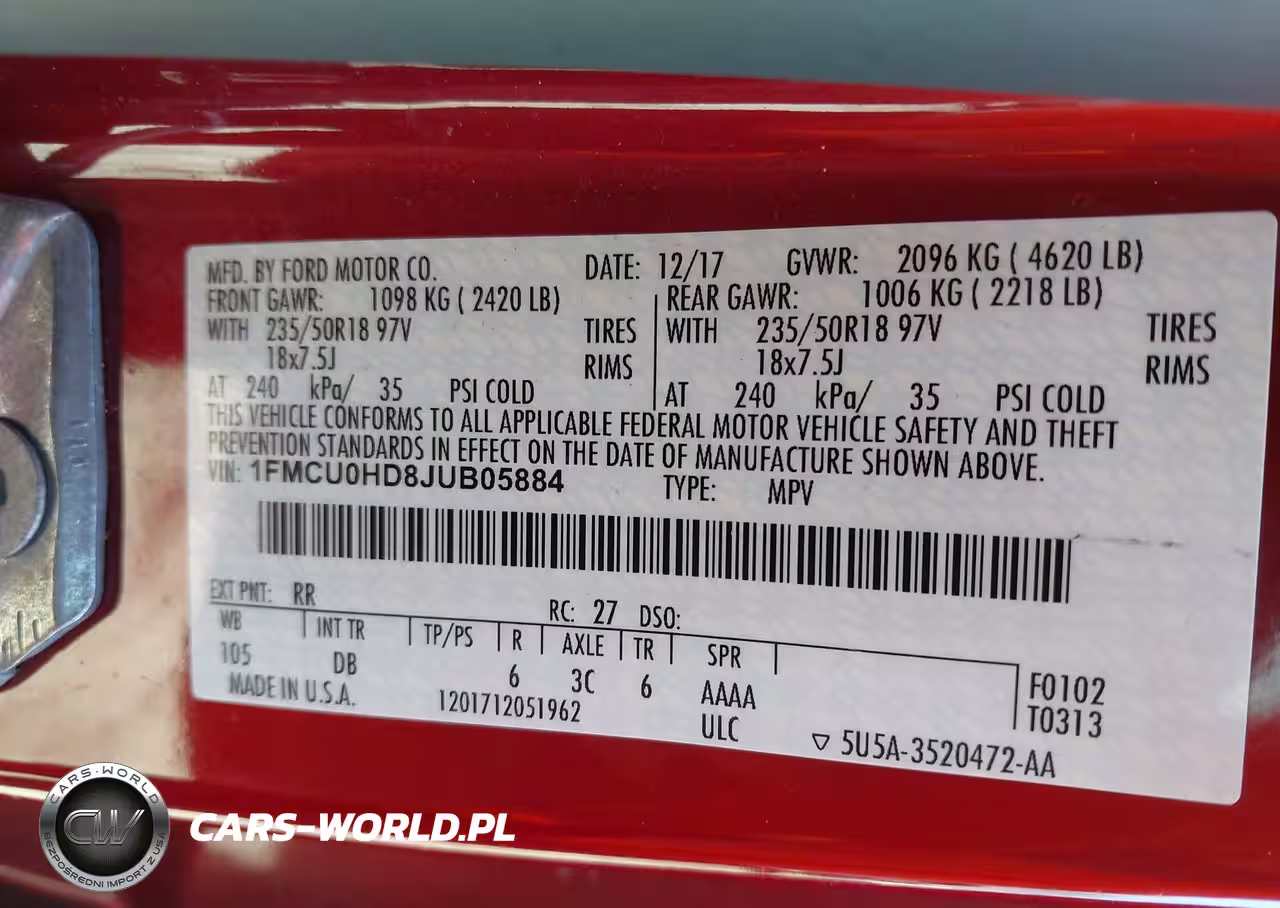 MFD. BY FORD MOTOR CO. DATE: 12/17 GVWR: 2096 KG ( 4620 LB)
FRONT GAWR: 1098 KG ( 2420 LB) REAR GAWR: 1006 KG ( 2218 LB)
WITH 235/50R18 97V TIRES WITH 235/50R18 97V TIRES
18x7.5J RIMS 18x7.5J RIMS
AT 240 kPa/ 35 PSI COLD AT 240 kPa/ 35 PSI COLD
THIS VEHICLE CONFORMS TO ALL APPLICABLE FEDERAL MOTOR VEHICLE SAFETY AND THEFT
PREVENTION STANDARDS IN EFFECT ON THE DATE OF MANUFACTURE SHOWN ABOVE.
VIN: 1FMCU0HD8JUB05884 TYPE: MPV
EXT PNT: RR RC: 27 DSO:
WB INT TR TP/PS R AXLE TR SPR
105 DB 6 3C 6 AAAA F0102
MADE IN U.S.A. 1201712051962 ULC T0313
▽ 5U5A-3520472-AA
CARS-WORLD
CW
BEZPOŚREDNI IMPORT Z USA
CARS-WORLD.PL